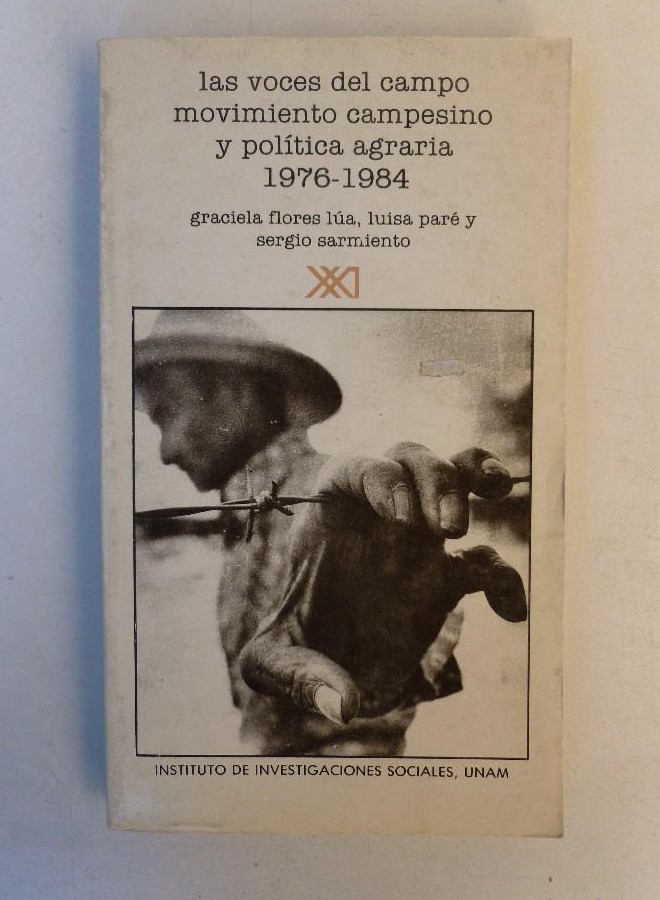 las voces del campo
movimiento campesino
y política agraria
1976-1984
graciela flores lúa, luisa paré y
sergio sarmiento
XXI
INSTITUTO DE INVESTIGACIONES SOCIALES, UNAM